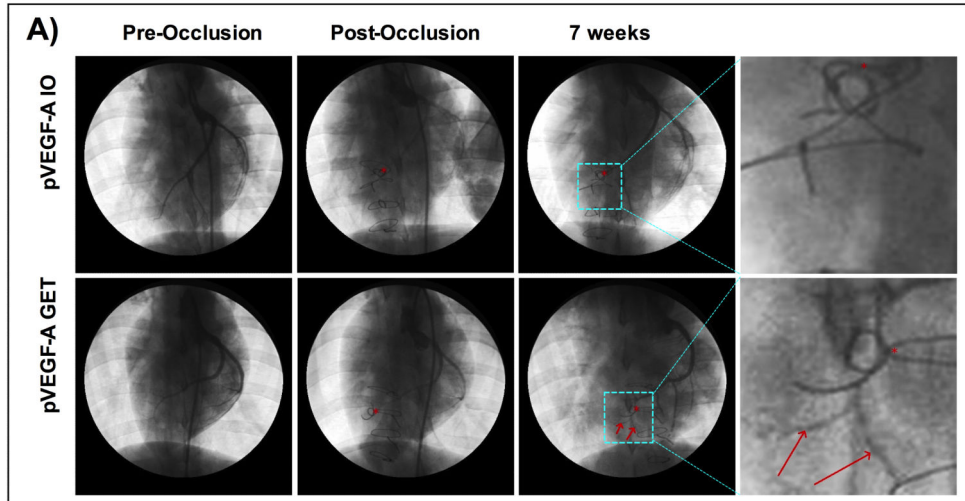 A)
Pre-Occlusion Post-Occlusion 7 weeks
pVEGF-A IO
pVEGF-A GET